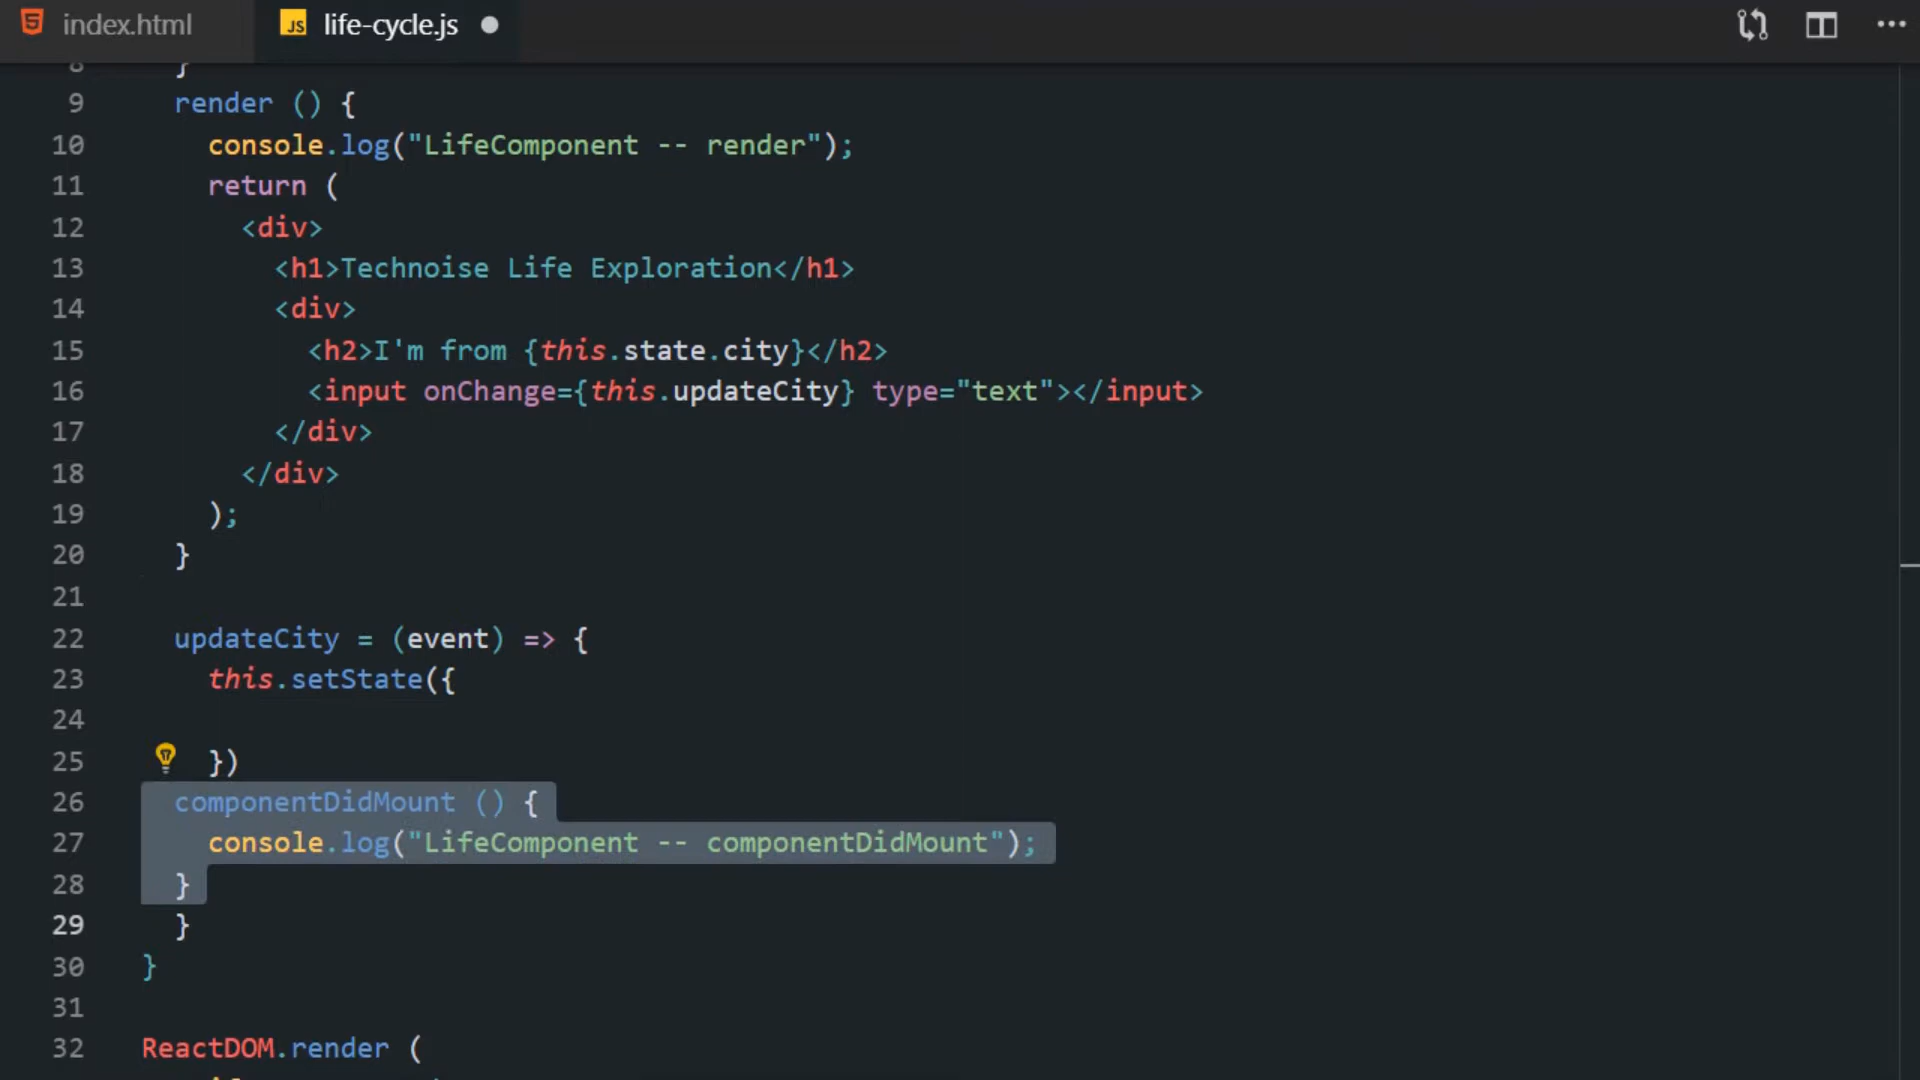 index.html life-cycle.js
8 }
9 render () {
10 console.log("LifeComponent -- render");
11 return (
12 <div>
13 <h1>Technoise Life Exploration</h1>
14 <div>
15 <h2>I'm from {this.state.city}</h2>
16 <input onChange={this.updateCity} type="text"></input>
17 </div>
18 </div>
19 );
20 }
21
22 updateCity = (event) => {
23 this.setState({
24
25 })
26 componentDidMount () {
27 console.log("LifeComponent -- componentDidMount");
28 }
29 }
30 }
31
32 ReactDOM.render (